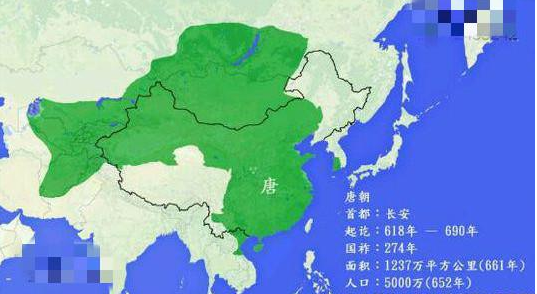 唐
唐朝
首都：长安
起讫：618年 — 690年
国祚：274年
面积：1237万平方公里(661年)
人口：5000万(652年)